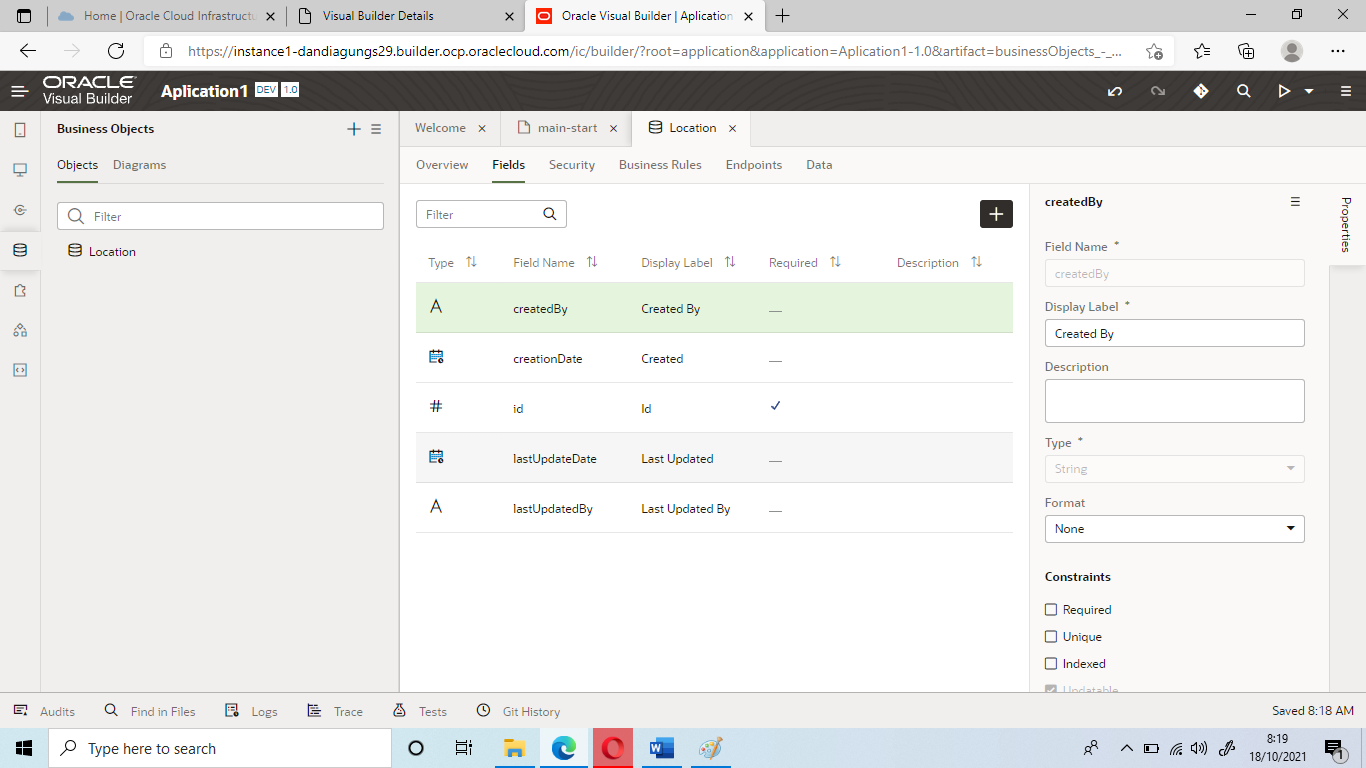 Home | Oracle Cloud Infrastructu
Visual Builder Details
Oracle Visual Builder | Aplication
https://instance1-dandiagungs29.builder.ocp.oraclecloud.com/ic/builder/?root=application&application=Aplication1-1.0&artifact=businessObjects_-_...
ORACLE
Visual Builder
Aplication1 DEV 1.0
Business Objects
Welcome
main-start
Location
Objects
Diagrams
Overview
Fields
Security
Business Rules
Endpoints
Data
Filter
Location
Filter
Type
Field Name
Display Label
Required
Description
A createdBy Created By —
creationDate Created —
# id Id ✓
lastUpdateDate Last Updated —
A lastUpdatedBy Last Updated By —
createdBy
Properties
Field Name *
createdBy
Display Label *
Created By
Description
Type *
String
Format
None
Constraints
Required
Unique
Indexed
Updatable
Audits
Find in Files
Logs
Trace
Tests
Git History
Saved 8:18 AM
Type here to search
8:19
18/10/2021
1